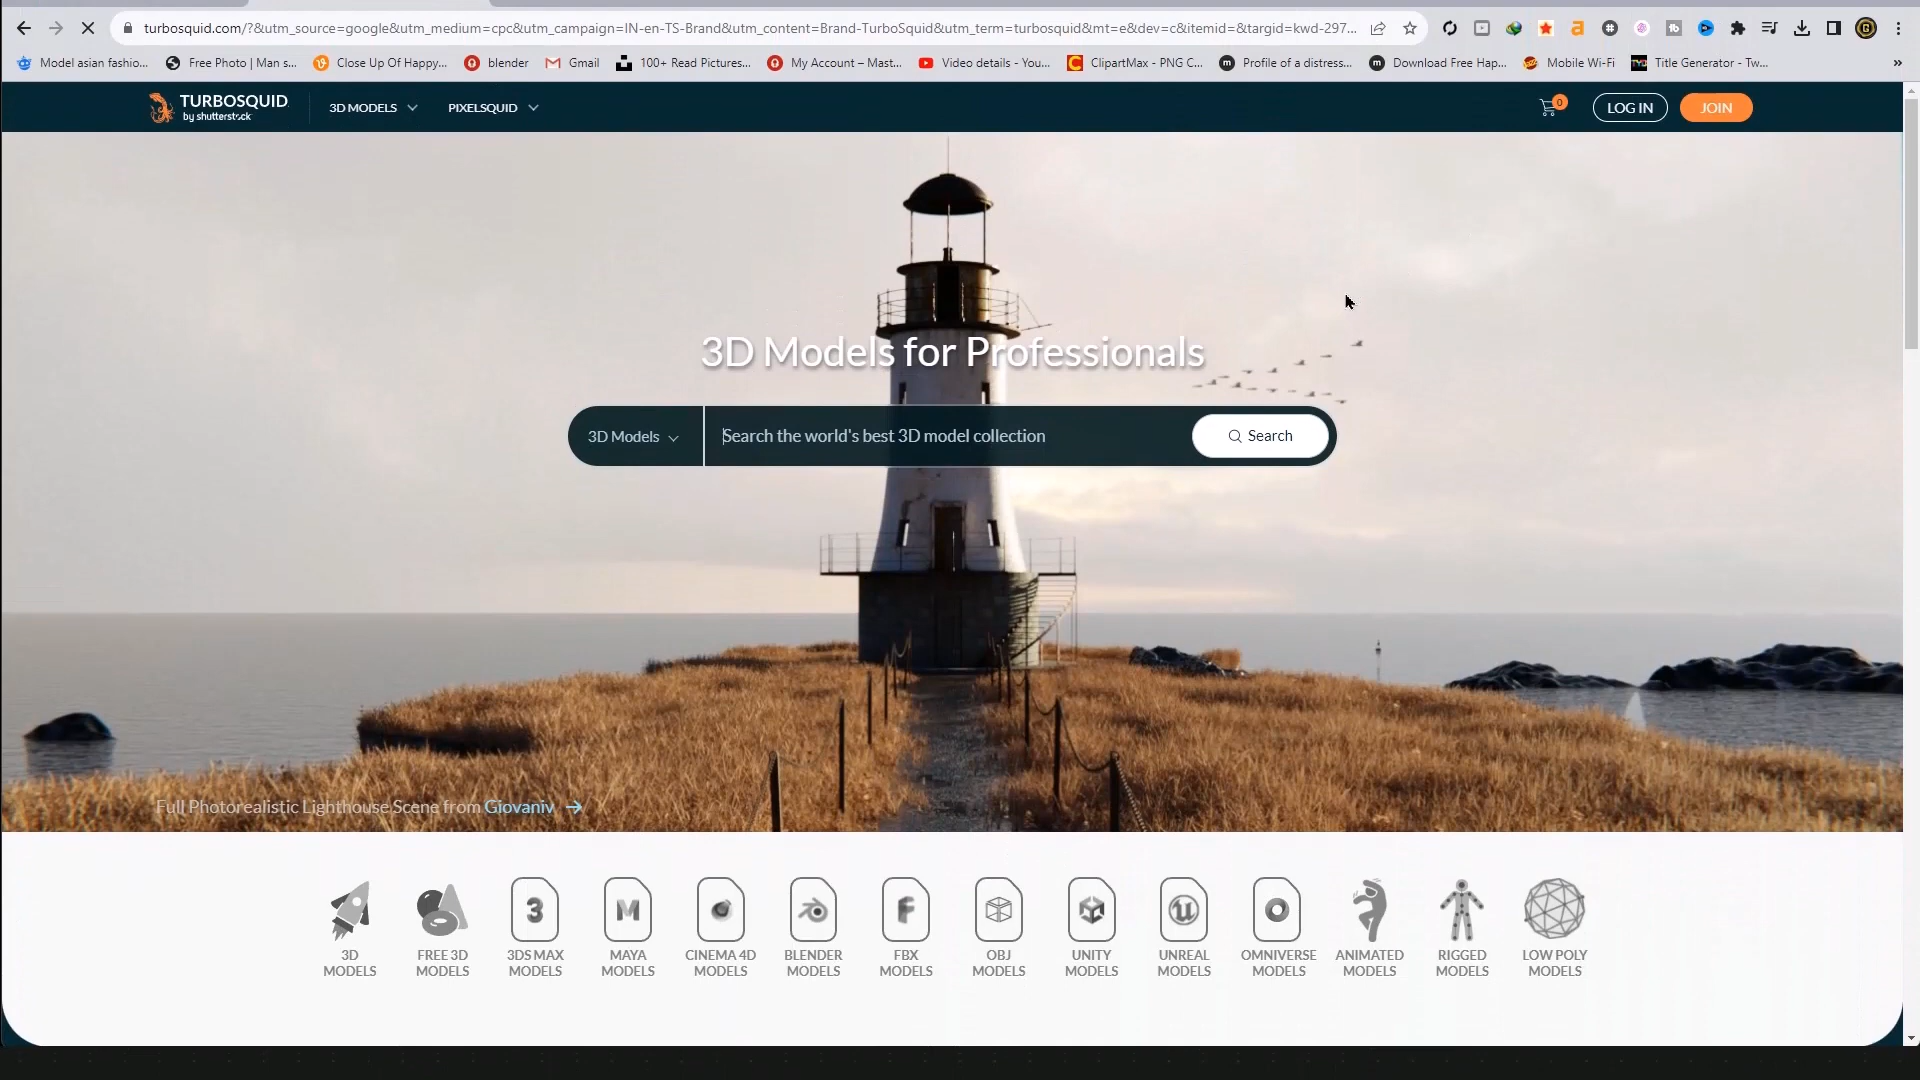 turbosquid.com/?&utm_source=google&utm_medium=cpc&utm_campaign=IN-en-TS-Brand&utm_content=Brand-TurboSquid&utm_term=turbosquid&mt=e&dev=c&itemid=&targid=kwd-297...
Model asian fashio... Free Photo | Man s... Close Up Of Happy... blender Gmail 100+ Read Pictures... My Account – Mast... Video details - You... ClipartMax - PNG C... Profile of a distress... Download Free Hap... Mobile Wi-Fi Title Generator - Tw... »
TURBOSQUID
by shutterstock
3D MODELS PIXELSQUID 0 LOG IN JOIN
3D Models for Professionals
3D Models Search the world's best 3D model collection Search
Full Photorealistic Lighthouse Scene from Giovaniv →
3D MODELS
FREE 3D MODELS
3DS MAX MODELS
MAYA MODELS
CINEMA 4D MODELS
BLENDER MODELS
FBX MODELS
OBJ MODELS
UNITY MODELS
UNREAL MODELS
OMNIVERSE MODELS
ANIMATED MODELS
RIGGED MODELS
LOW POLY MODELS